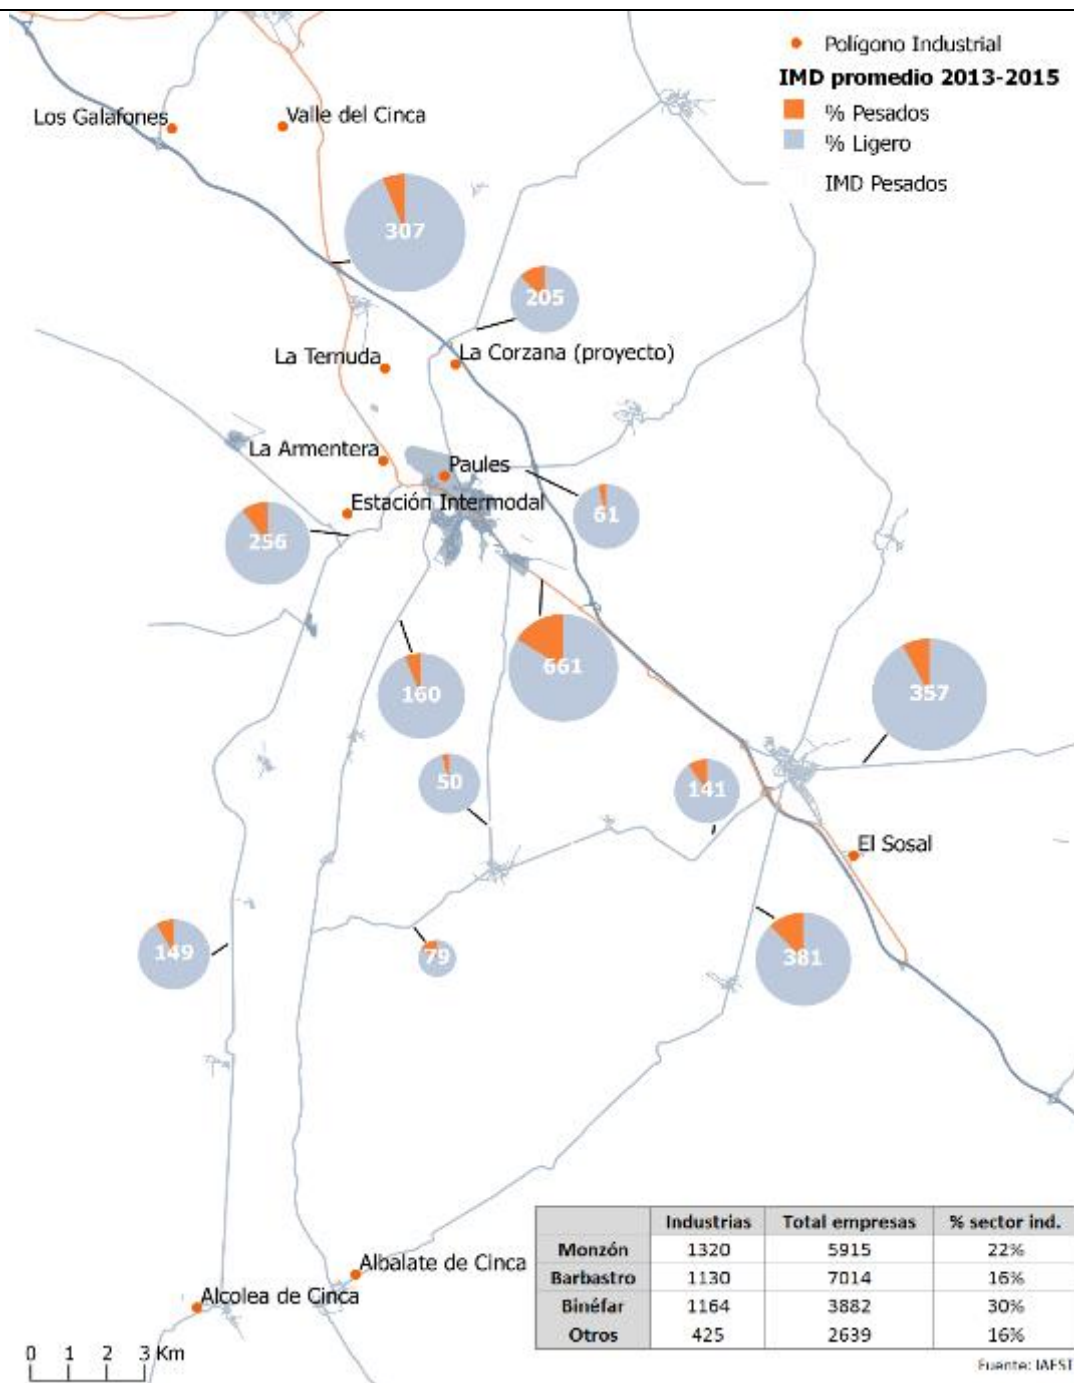 Polígono Industrial
IMD promedio 2013-2015
% Pesados
% Ligero
IMD Pesados
Los Galafones
Valle del Cinca
307
205
La Ternuda
La Corzana (proyecto)
La Armentera
Paules
Estación Intermodal
61
256
661
160
357
50
141
El Sosal
149
79
381
Industrias Total empresas % sector ind.
Monzón 1320 5915 22%
Barbastro 1130 7014 16%
Binéfar 1164 3882 30%
Otros 425 2639 16%
Albalate de Cinca
Alcolea de Cinca
0 1 2 3 Km
Fuente: IAEST